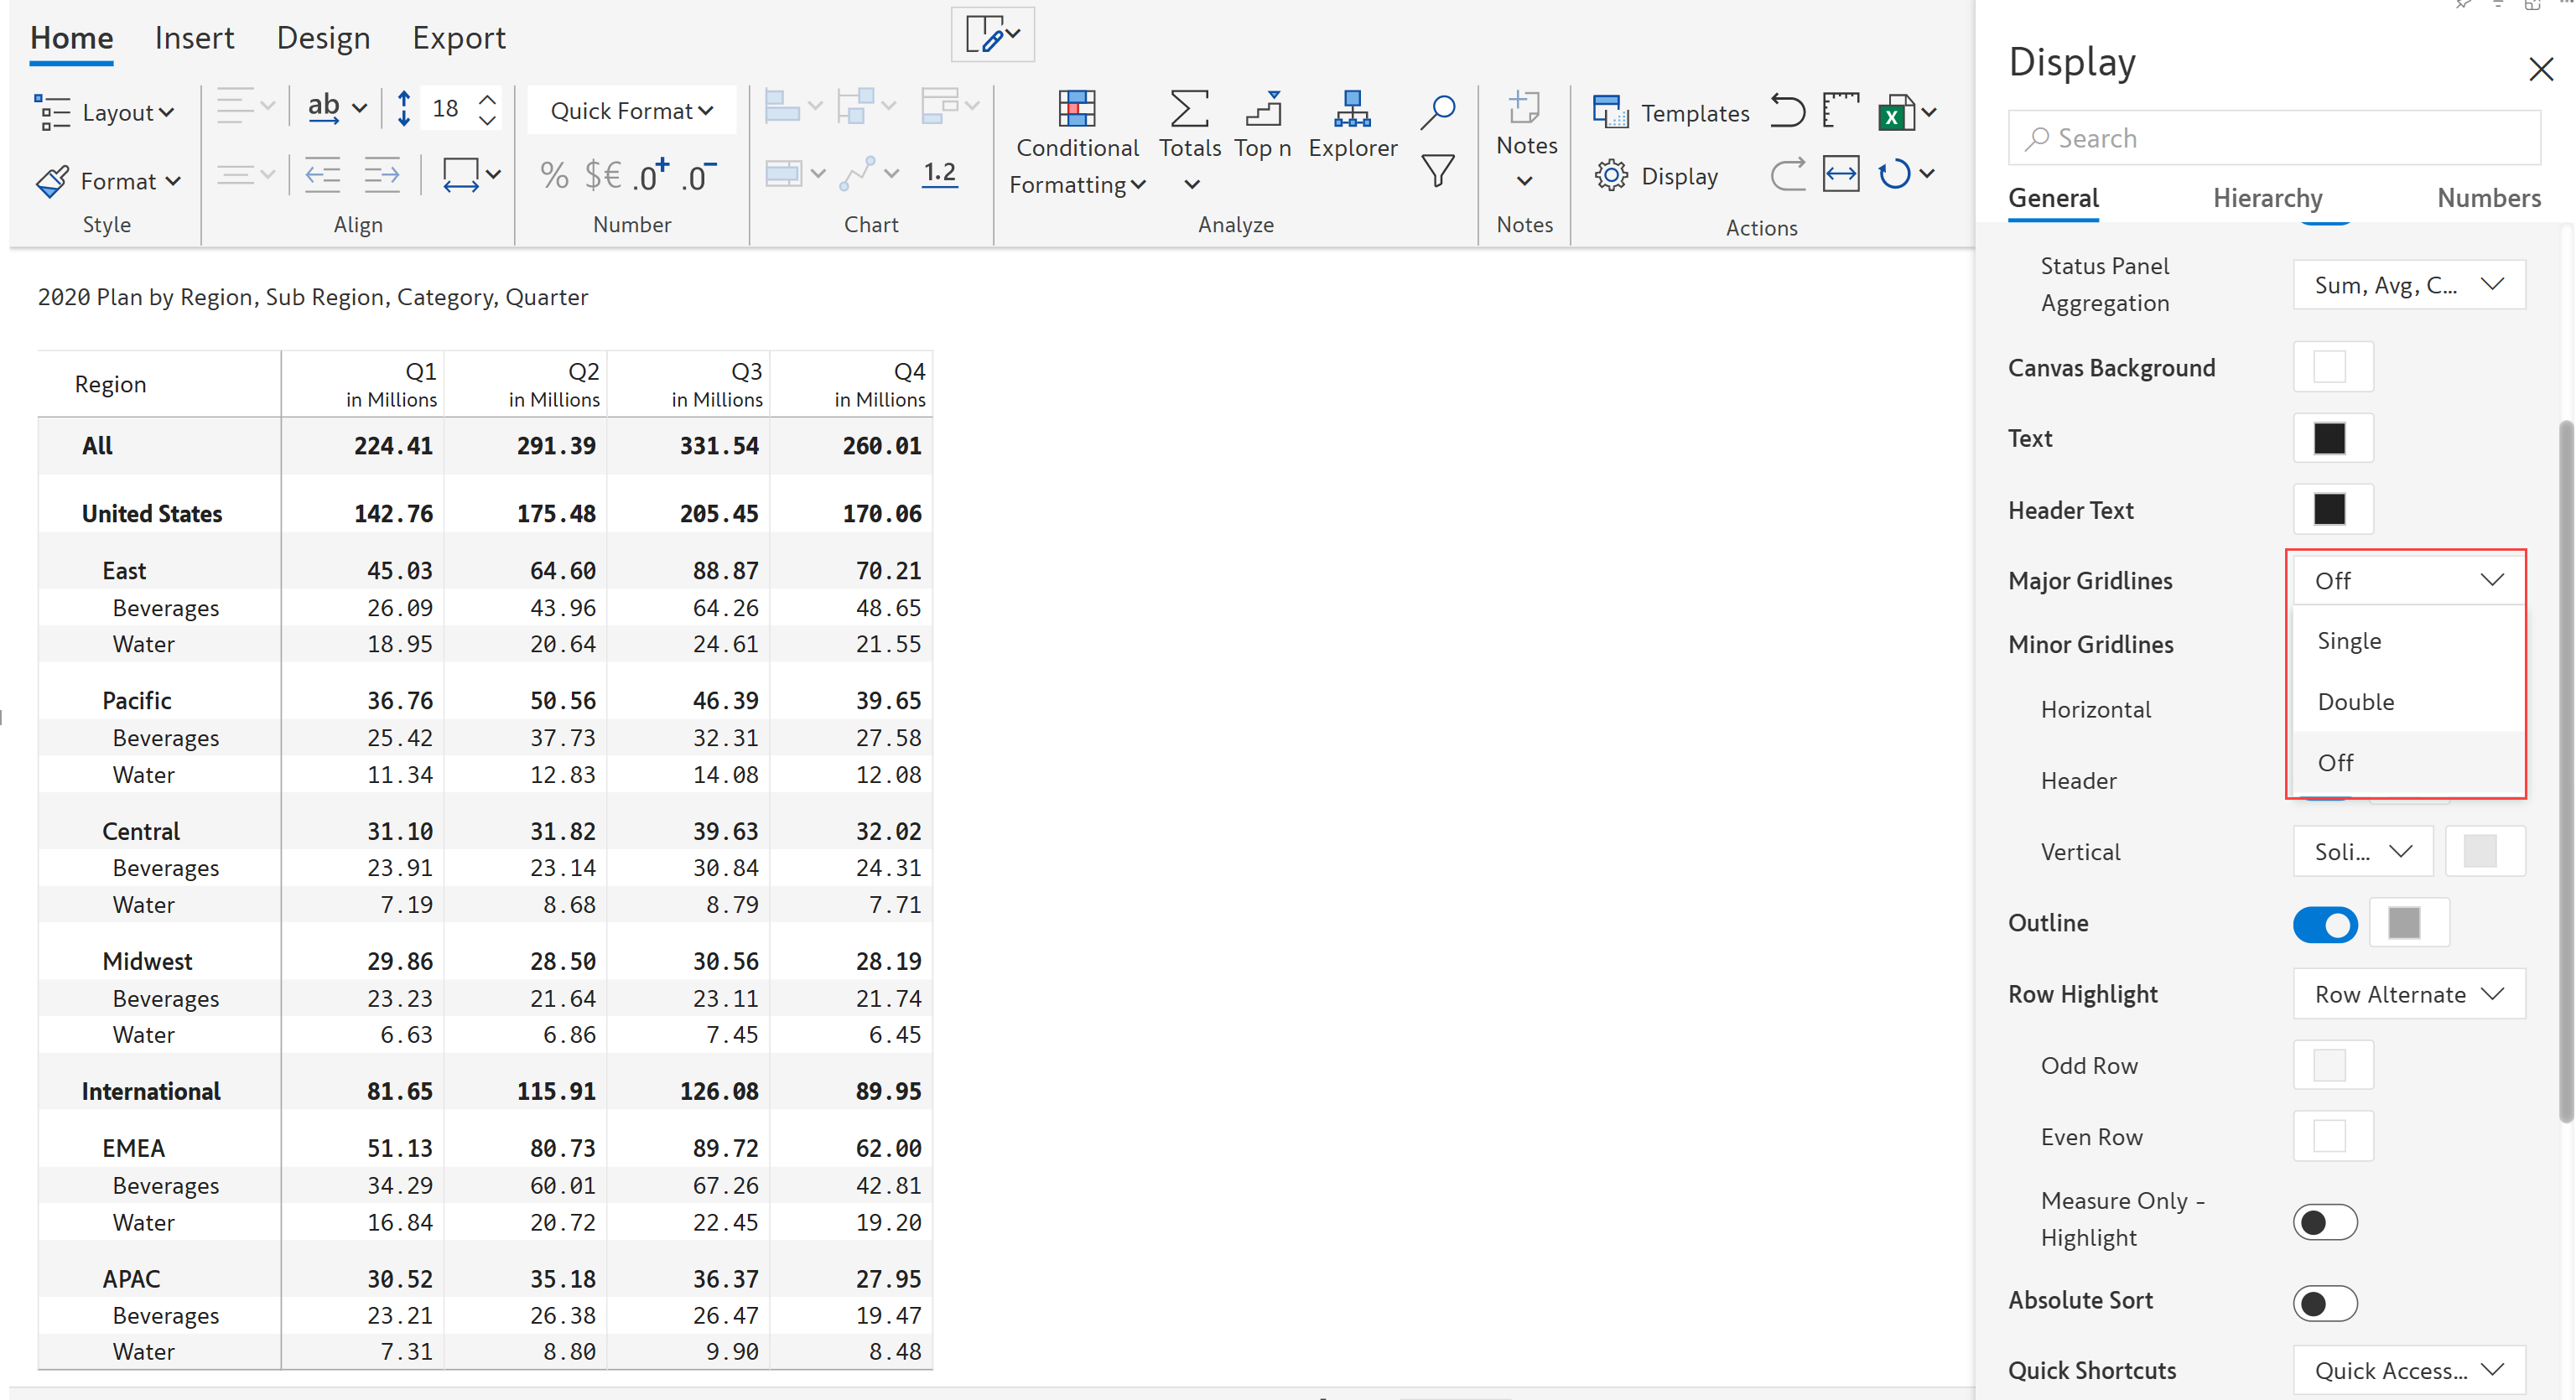 Home Insert Design Export
Layout
ab
18
Quick Format
Format
% $€ .0+ .0-
1.2
Style
Align
Number
Chart
Conditional
Formatting
Totals
Top n
Explorer
Analyze
Notes
Notes
Templates
X
Display
Actions
2020 Plan by Region, Sub Region, Category, Quarter
Region Q1 Q2 Q3 Q4
in Millions in Millions in Millions in Millions
All 224.41 291.39 331.54 260.01
United States 142.76 175.48 205.45 170.06
East 45.03 64.60 88.87 70.21
Beverages 26.09 43.96 64.26 48.65
Water 18.95 20.64 24.61 21.55
Pacific 36.76 50.56 46.39 39.65
Beverages 25.42 37.73 32.31 27.58
Water 11.34 12.83 14.08 12.08
Central 31.10 31.82 39.63 32.02
Beverages 23.91 23.14 30.84 24.31
Water 7.19 8.68 8.79 7.71
Midwest 29.86 28.50 30.56 28.19
Beverages 23.23 21.64 23.11 21.74
Water 6.63 6.86 7.45 6.45
International 81.65 115.91 126.08 89.95
EMEA 51.13 80.73 89.72 62.00
Beverages 34.29 60.01 67.26 42.81
Water 16.84 20.72 22.45 19.20
APAC 30.52 35.18 36.37 27.95
Beverages 23.21 26.38 26.47 19.47
Water 7.31 8.80 9.90 8.48
Display
Search
General Hierarchy Numbers
Status Panel
Aggregation
Sum, Avg, C...
Canvas Background
Text
Header Text
Major Gridlines Off
Single
Minor Gridlines
Double
Horizontal
Off
Header
Vertical Soli...
Outline
Row Highlight Row Alternate
Odd Row
Even Row
Measure Only -
Highlight
Absolute Sort
Quick Shortcuts Quick Access...